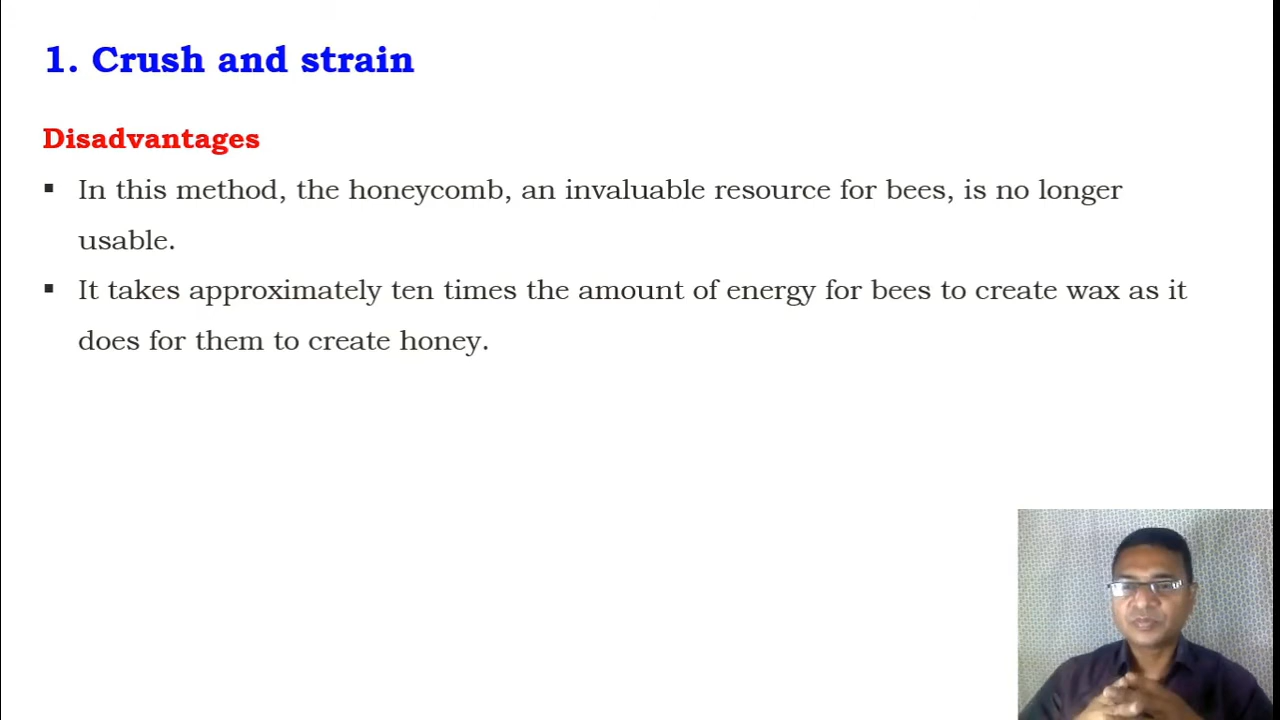 1. Crush and strain
Disadvantages
▪ In this method, the honeycomb, an invaluable resource for bees, is no longer
usable.
▪ It takes approximately ten times the amount of energy for bees to create wax as it
does for them to create honey.